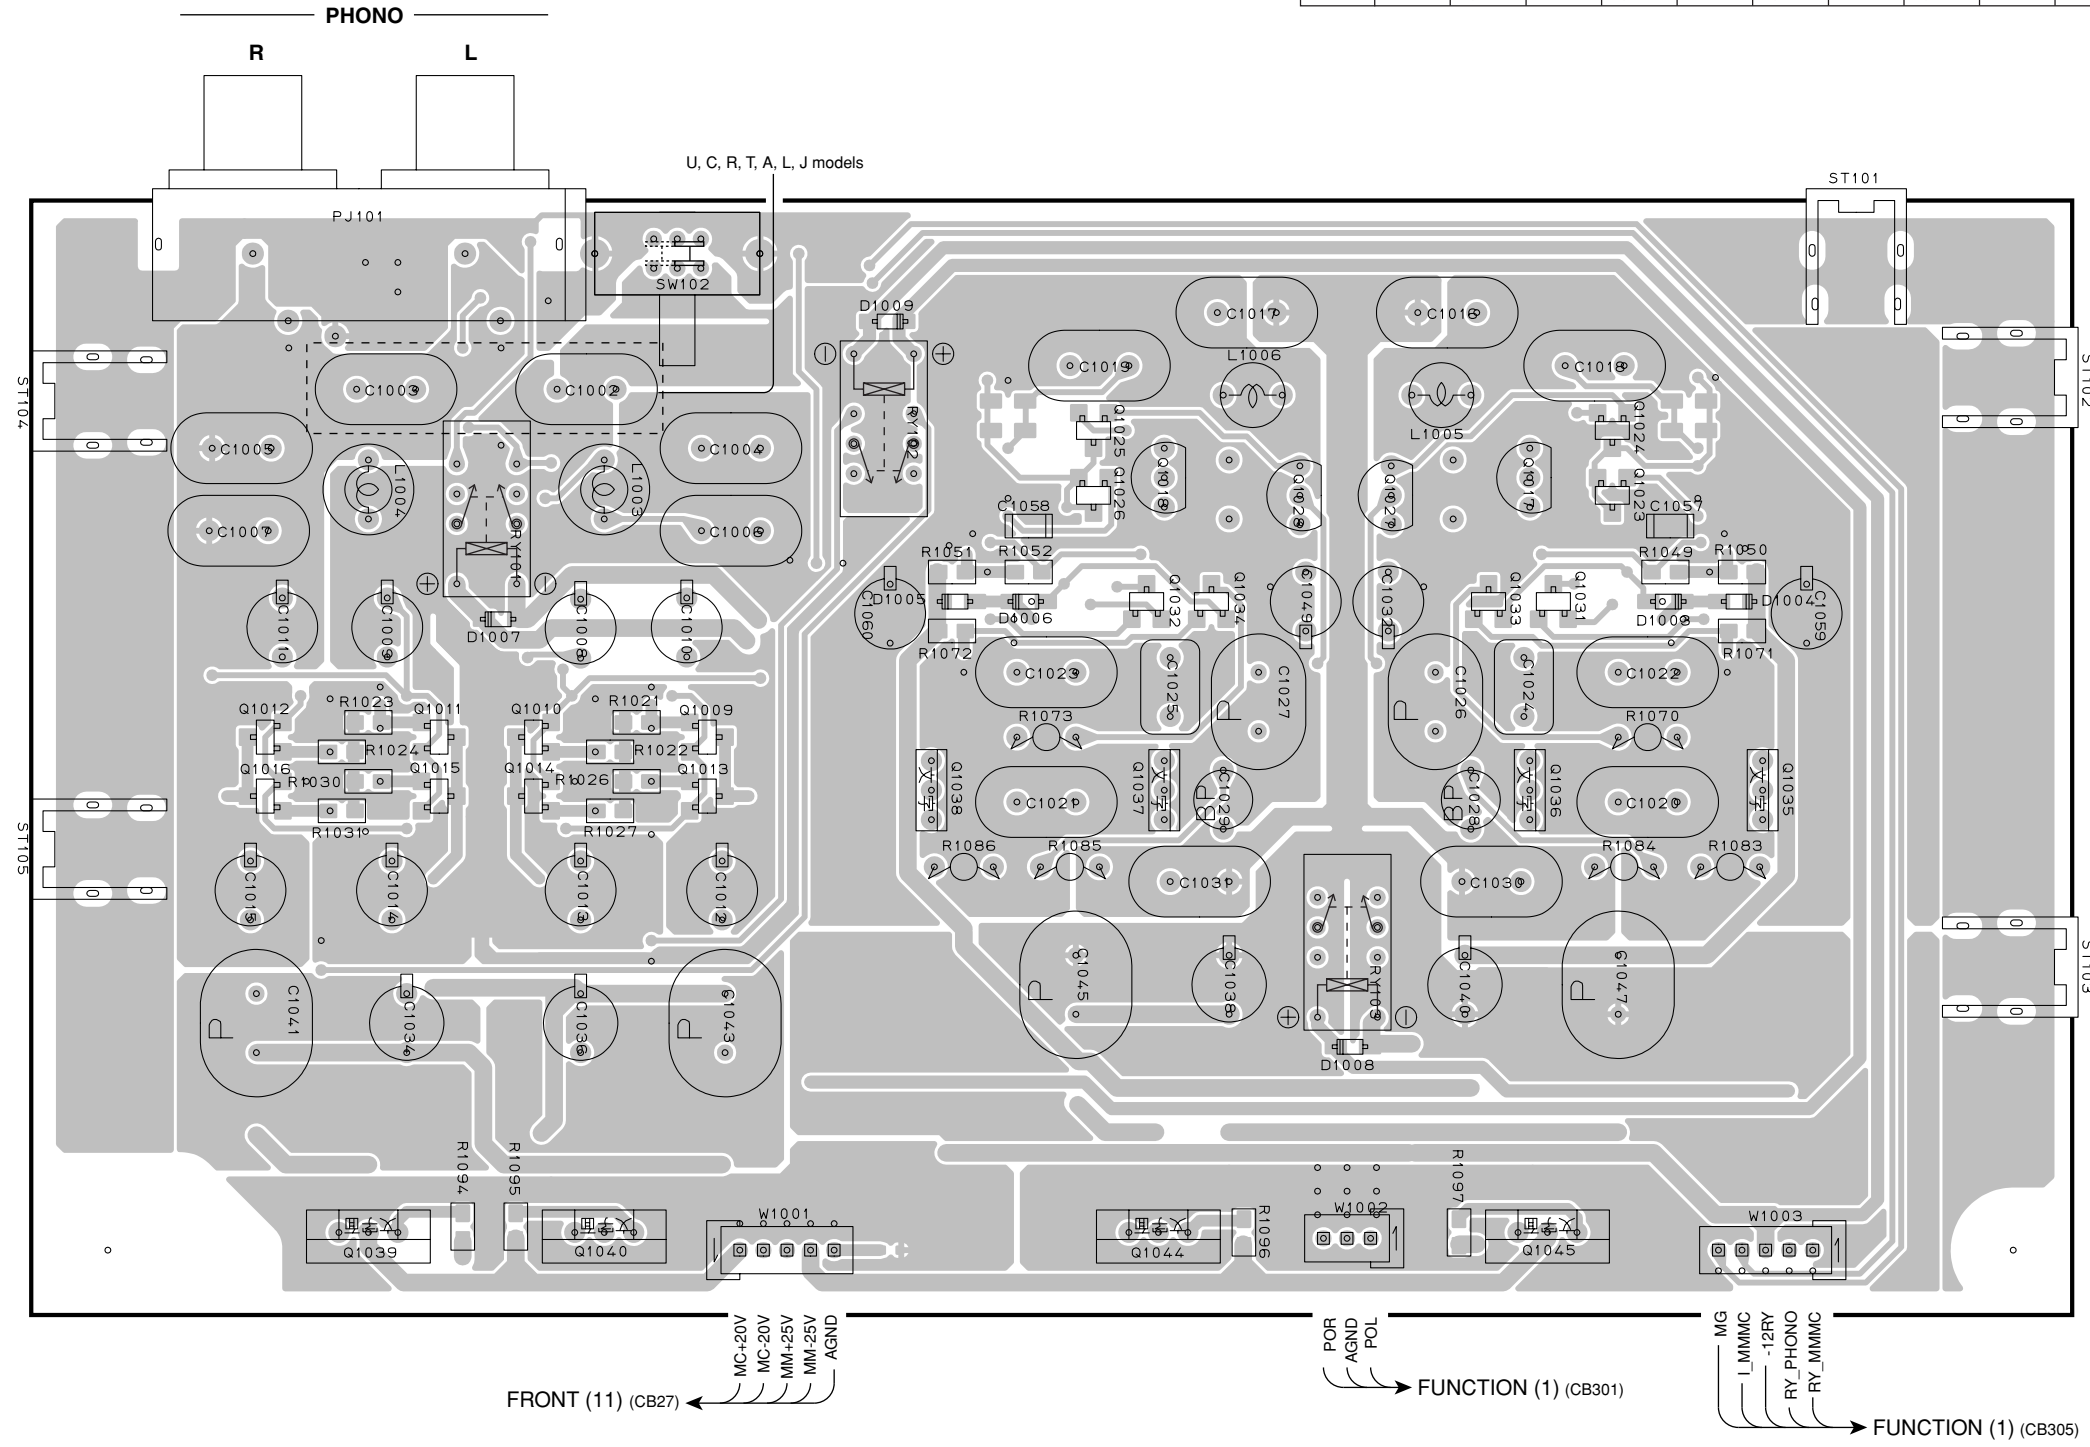 PHONO
R L
U, C, R, T, A, L, J models
ST101
PJ101
SW102
D1009
C1017 C1016
L1006
C1019 C1018
ST104
C1003 C1002
RY102
Q1025
Q1024
ST102
L1005
C1005 C1004
L1004
L1003
Q1018
Q1028
Q1027
Q1017
Q1026
Q1023
C1058 C1057
C1007 C1006
RY101
R1051 R1052 R1049 R1050
D1005 D1006 D1003 D1004
C1060
Q1032
Q1034
C1049
C1032
Q1033
Q1031
C1059
C1011
C1009
D1007
C1008
C1010
R1072 R1071
C1023 C1022
C1025
C1027
C1026
C1024
P P
R1023 R1021
Q1012 Q1011 Q1010 Q1009
R1073 R1070
R1024 R1022
Q1016 Q1015 Q1014 Q1013
R1030 R1026
Q1038
C1021
Q1037
BP
C1029
BP
C1028
Q1036
C1020
Q1035
R1031 R1027
ST105
R1086 R1085 R1084 R1083
C1015
C1014
C1013
C1012
C1031 C1030
C1041
P
C1034
C1036
P
C1043
P
C1045
C1038
RY103
C1040
P
C1047
ST103
D1008
R1094
R1095
R1097
W1001 W1002 W1003
R1096
Q1039 Q1040 Q1044 Q1045
MC+20V
MC-20V
MM+25V
MM-25V
AGND
POR
AGND
POL
MG
I_MMMC
-12RY
RY_PHONO
RY_MMMC
FRONT (11) (CB27)
FUNCTION (1) (CB301)
FUNCTION (1) (CB305)